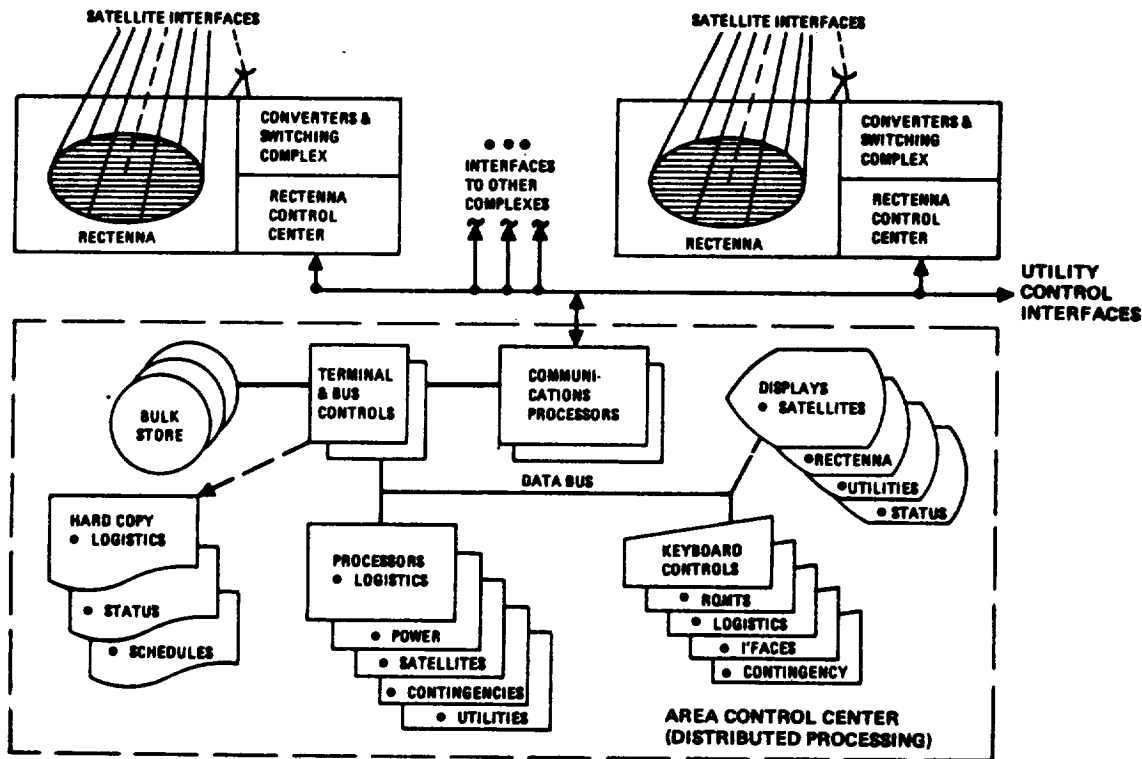 SATELLITE INTERFACES
CONVERTERS &
SWITCHING
COMPLEX
RECTENNA
CONTROL
CENTER
RECTENNA
INTERFACES
TO OTHER
COMPLEXES
SATELLITE INTERFACES
CONVERTERS &
SWITCHING
COMPLEX
RECTENNA
CONTROL
CENTER
RECTENNA
UTILITY
CONTROL
INTERFACES
BULK
STORE
TERMINAL
& BUS
CONTROLS
COMMUNI-
CATIONS
PROCESSORS
DISPLAYS
● SATELLITES
● RECTENNA
● UTILITIES
● STATUS
DATA BUS
HARD COPY
● LOGISTICS
● STATUS
● SCHEDULES
PROCESSORS
● LOGISTICS
● POWER
● SATELLITES
● CONTINGENCIES
● UTILITIES
KEYBOARD
CONTROLS
● RQMTS
● LOGISTICS
● I'FACES
● CONTINGENCY
AREA CONTROL CENTER
(DISTRIBUTED PROCESSING)